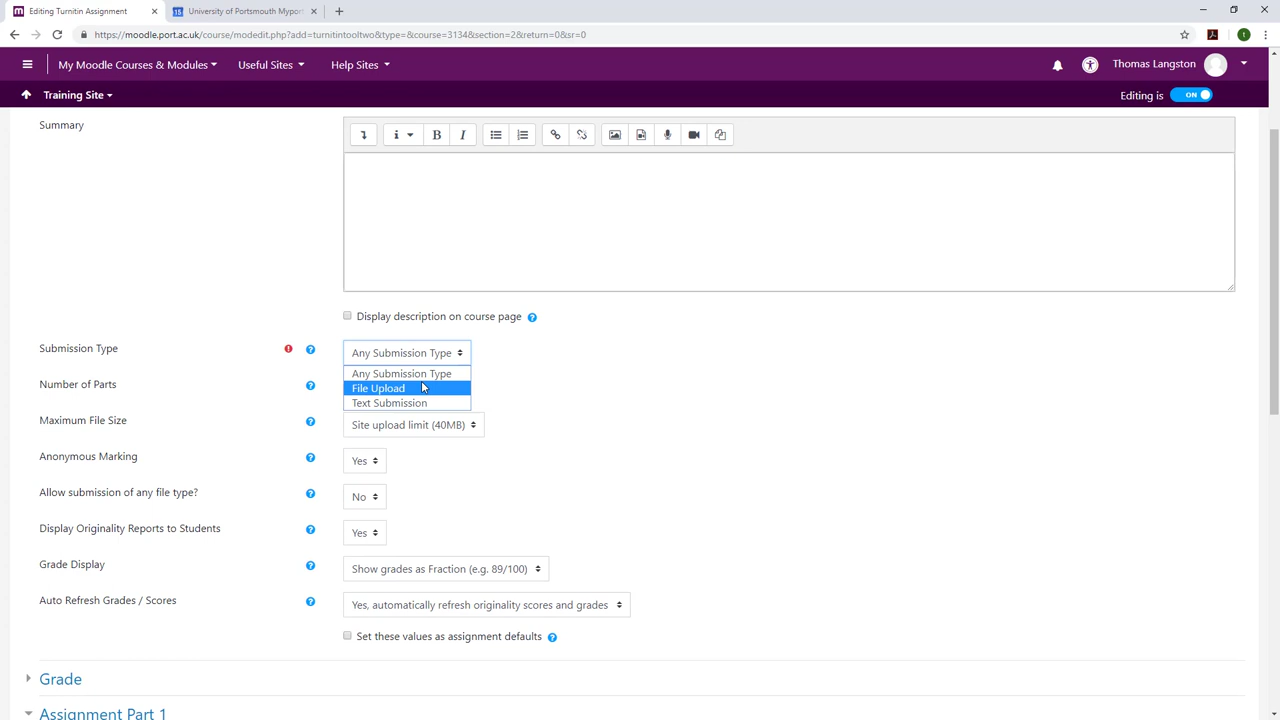 Editing Turnitin Assignment
University of Portsmouth Mypor
https://moodle.port.ac.uk/course/modedit.php?add=turnitintooltwo&type=&course=3134&section=2&return=0&sr=0
My Moodle Courses & Modules Useful Sites Help Sites Thomas Langston
Training Site Editing is ON
Summary
i B I
Display description on course page
Submission Type Any Submission Type
Any Submission Type
Number of Parts File Upload
Text Submission
Maximum File Size Site upload limit (40MB)
Anonymous Marking Yes
Allow submission of any file type? No
Display Originality Reports to Students Yes
Grade Display Show grades as Fraction (e.g. 89/100)
Auto Refresh Grades / Scores Yes, automatically refresh originality scores and grades
Set these values as assignment defaults
Grade
Assignment Part 1